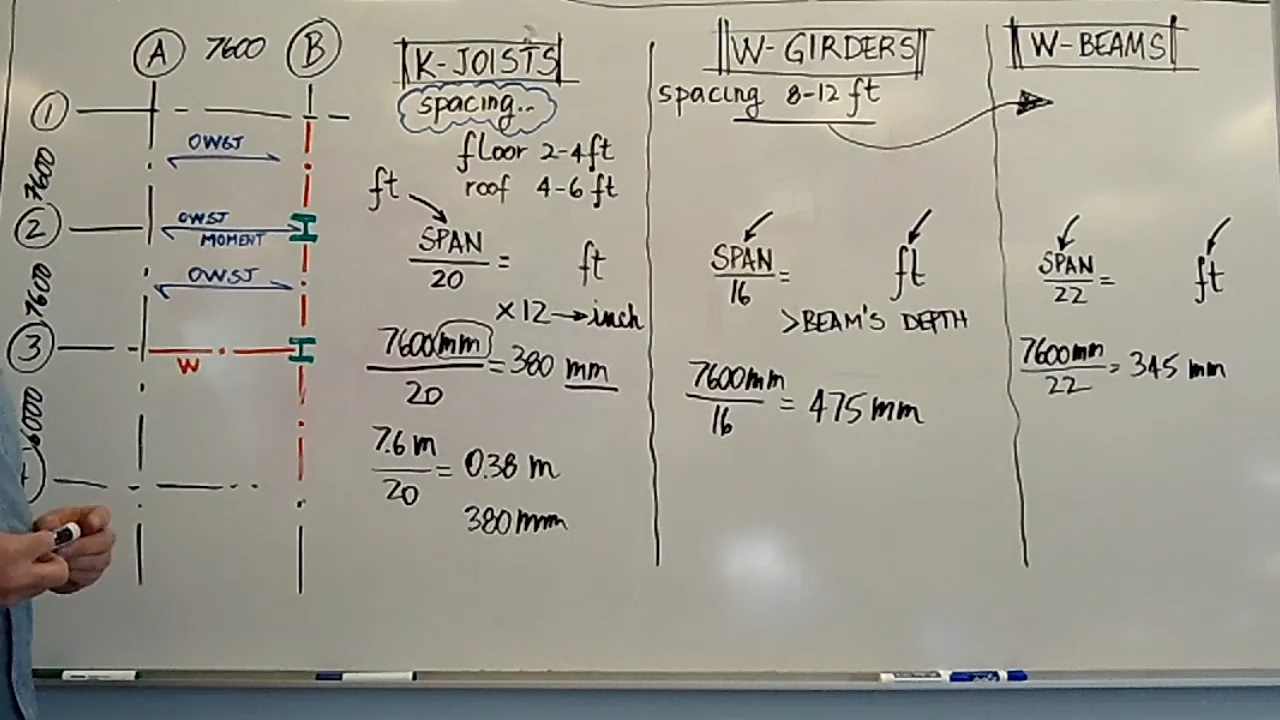 A 7600 B
1
7600
OWSJ
2
OWSJ
MOMENT
7600
OWSJ
3
W
6000
K-JOISTS
spacing..
floor 2-4ft
roof 4-6 ft
ft
SPAN
20
=
ft
×12 → inch
7600mm
20
= 380 mm
7.6 m
20
= 0.38 m
380mm
W-GIRDERS
spacing 8-12 ft
SPAN
16
=
ft
>BEAM'S DEPTH
7600mm
16
= 475 mm
W-BEAMS
SPAN
22
=
ft
7600mm
22
= 345 mm